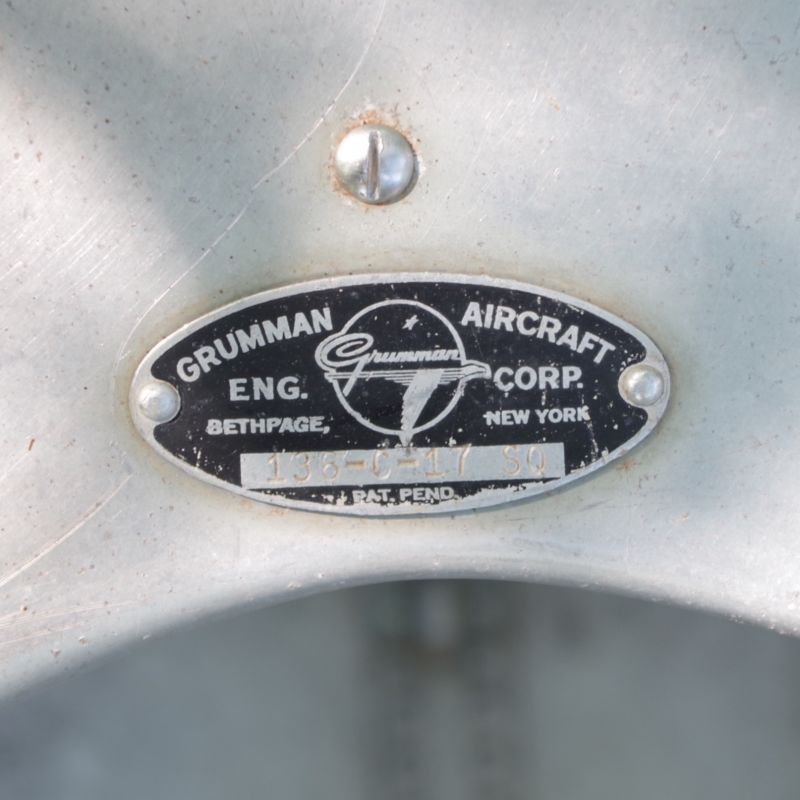 GRUMMAN AIRCRAFT
Grumman
ENG. CORP.
BETHPAGE, NEW YORK
136-C-17 SQ
PAT. PEND.